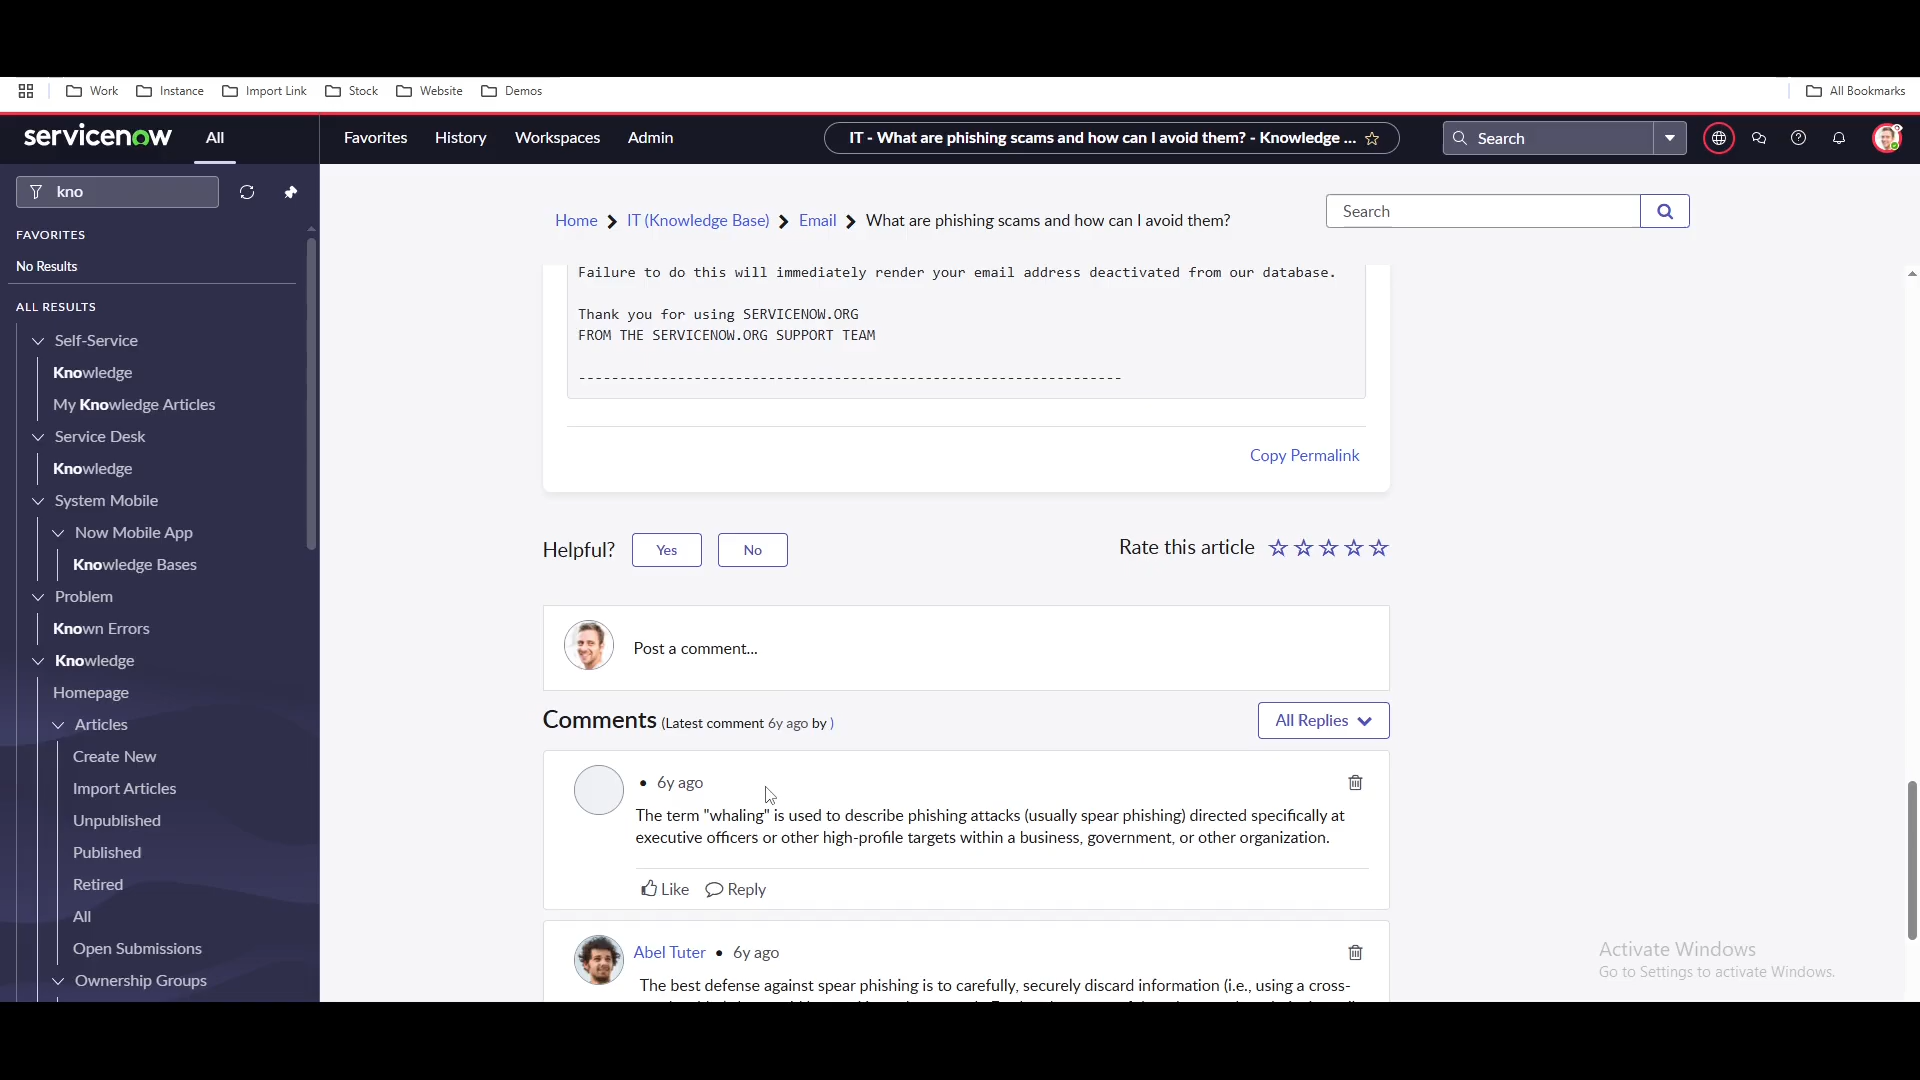 Work
Instance
Import Link
Stock
Website
Demos
All Bookmarks
servicenow
All
Favorites
History
Workspaces
Admin
IT - What are phishing scams and how can I avoid them? - Knowledge ...
Search
kno
FAVORITES
No Results
ALL RESULTS
Self-Service
Knowledge
My Knowledge Articles
Service Desk
Knowledge
System Mobile
Now Mobile App
Knowledge Bases
Problem
Known Errors
Knowledge
Homepage
Articles
Create New
Import Articles
Unpublished
Published
Retired
All
Open Submissions
Ownership Groups
Home > IT (Knowledge Base) > Email > What are phishing scams and how can I avoid them?
Search
Failure to do this will immediately render your email address deactivated from our database.
Thank you for using SERVICENOW.ORG
FROM THE SERVICENOW.ORG SUPPORT TEAM
------------------------------------------------------------------
Copy Permalink
Helpful?
Yes
No
Rate this article
Post a comment...
Comments (Latest comment 6y ago by )
All Replies
• 6y ago
The term "whaling" is used to describe phishing attacks (usually spear phishing) directed specifically at
executive officers or other high-profile targets within a business, government, or other organization.
Like
Reply
Abel Tuter • 6y ago
The best defense against spear phishing is to carefully, securely discard information (i.e., using a cross-
Activate Windows
Go to Settings to activate Windows.